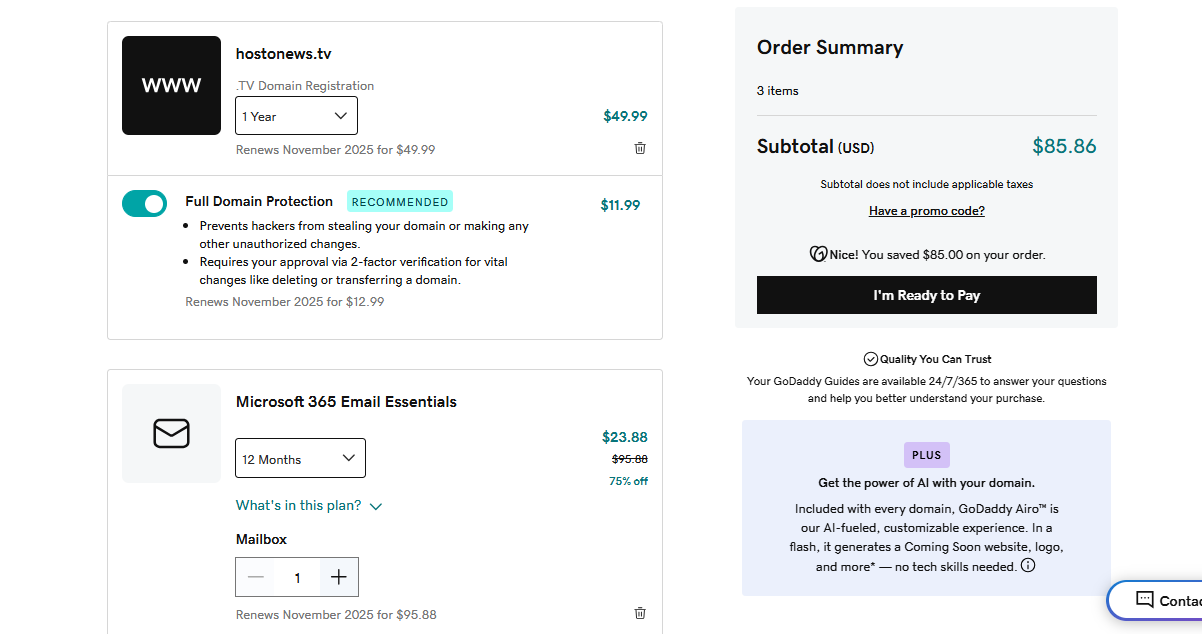 WWW
hostonews.tv
.TV Domain Registration
1 Year
$49.99
Renews November 2025 for $49.99
Full Domain Protection
RECOMMENDED
$11.99
Prevents hackers from stealing your domain or making any
other unauthorized changes.
Requires your approval via 2-factor verification for vital
changes like deleting or transferring a domain.
Renews November 2025 for $12.99
Microsoft 365 Email Essentials
12 Months
$23.88
$95.88
75% off
What's in this plan?
Mailbox
1
Renews November 2025 for $95.88
Order Summary
3 items
Subtotal (USD)
$85.86
Subtotal does not include applicable taxes
Have a promo code?
Nice! You saved $85.00 on your order.
I'm Ready to Pay
Quality You Can Trust
Your GoDaddy Guides are available 24/7/365 to answer your questions
and help you better understand your purchase.
PLUS
Get the power of AI with your domain.
Included with every domain, GoDaddy Airo™ is
our AI-fueled, customizable experience. In a
flash, it generates a Coming Soon website, logo,
and more* — no tech skills needed.
Contac